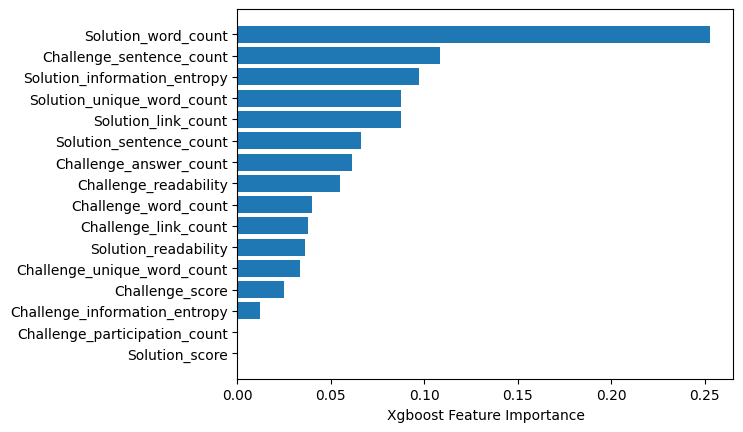 Solution_word_count
Challenge_sentence_count
Solution_information_entropy
Solution_unique_word_count
Solution_link_count
Solution_sentence_count
Challenge_answer_count
Challenge_readability
Challenge_word_count
Challenge_link_count
Solution_readability
Challenge_unique_word_count
Challenge_score
Challenge_information_entropy
Challenge_participation_count
Solution_score
0.00 0.05 0.10 0.15 0.20 0.25
Xgboost Feature Importance